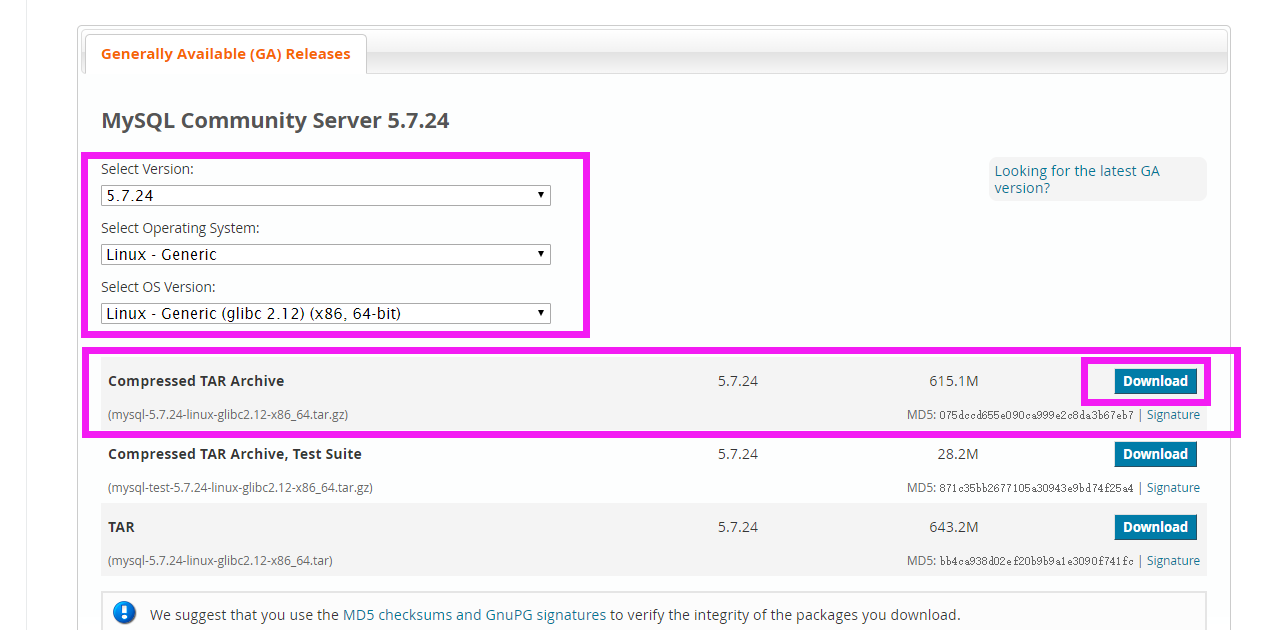 Generally Available (GA) Releases
MySQL Community Server 5.7.24
Select Version:
5.7.24
Looking for the latest GA
version?
Select Operating System:
Linux - Generic
Select OS Version:
Linux - Generic (glibc 2.12) (x86, 64-bit)
Compressed TAR Archive 5.7.24 615.1M Download
(mysql-5.7.24-linux-glibc2.12-x86_64.tar.gz) MD5: 075dccd655e090ca999e2c8da3b67eb7 | Signature
Compressed TAR Archive, Test Suite 5.7.24 28.2M Download
(mysql-test-5.7.24-linux-glibc2.12-x86_64.tar.gz) MD5: 871c35bb2677105a30943e9bd74f25a4 | Signature
TAR 5.7.24 643.2M Download
(mysql-5.7.24-linux-glibc2.12-x86_64.tar) MD5: bb4ca938d02ef20b9b9a1e3090f741fc | Signature
We suggest that you use the MD5 checksums and GnuPG signatures to verify the integrity of the packages you download.